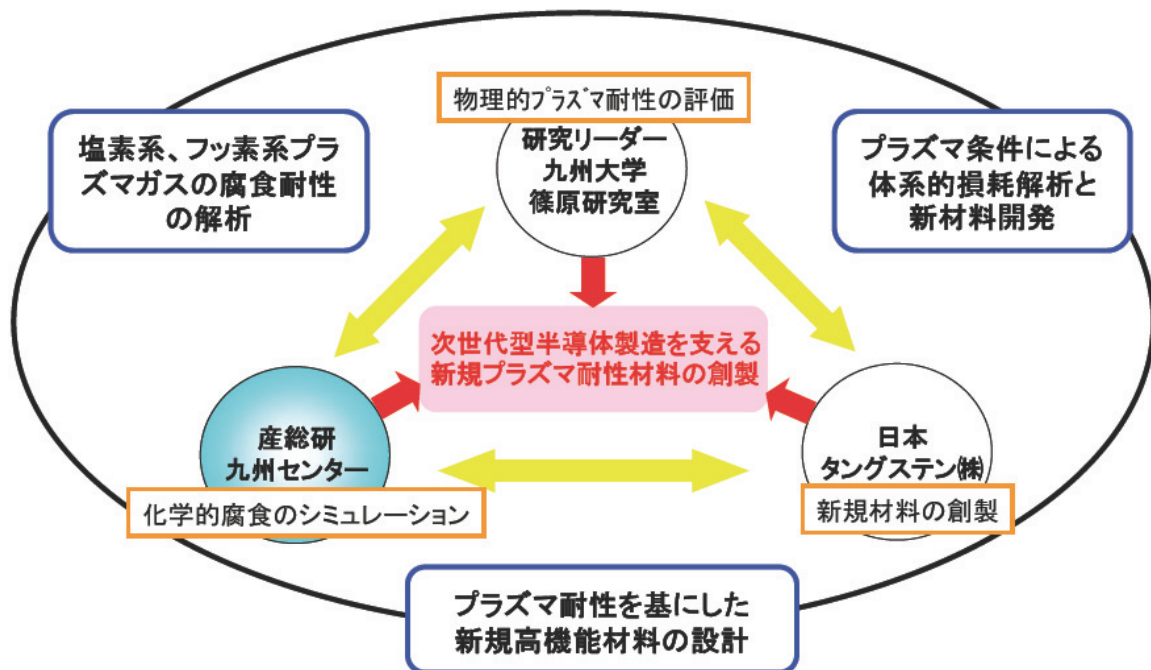 物理的プラズマ耐性の評価
研究リーダー
九州大学
篠原研究室
塩素系、フッ素系プラ
ズマガスの腐食耐性
の解析
プラズマ条件による
体系的損耗解析と
新材料開発
次世代型半導体製造を支える
新規プラズマ耐性材料の創製
産総研
九州センター
化学的腐食のシミュレーション
日本
タングステン㈱
新規材料の創製
プラズマ耐性を基にした
新規高機能材料の設計